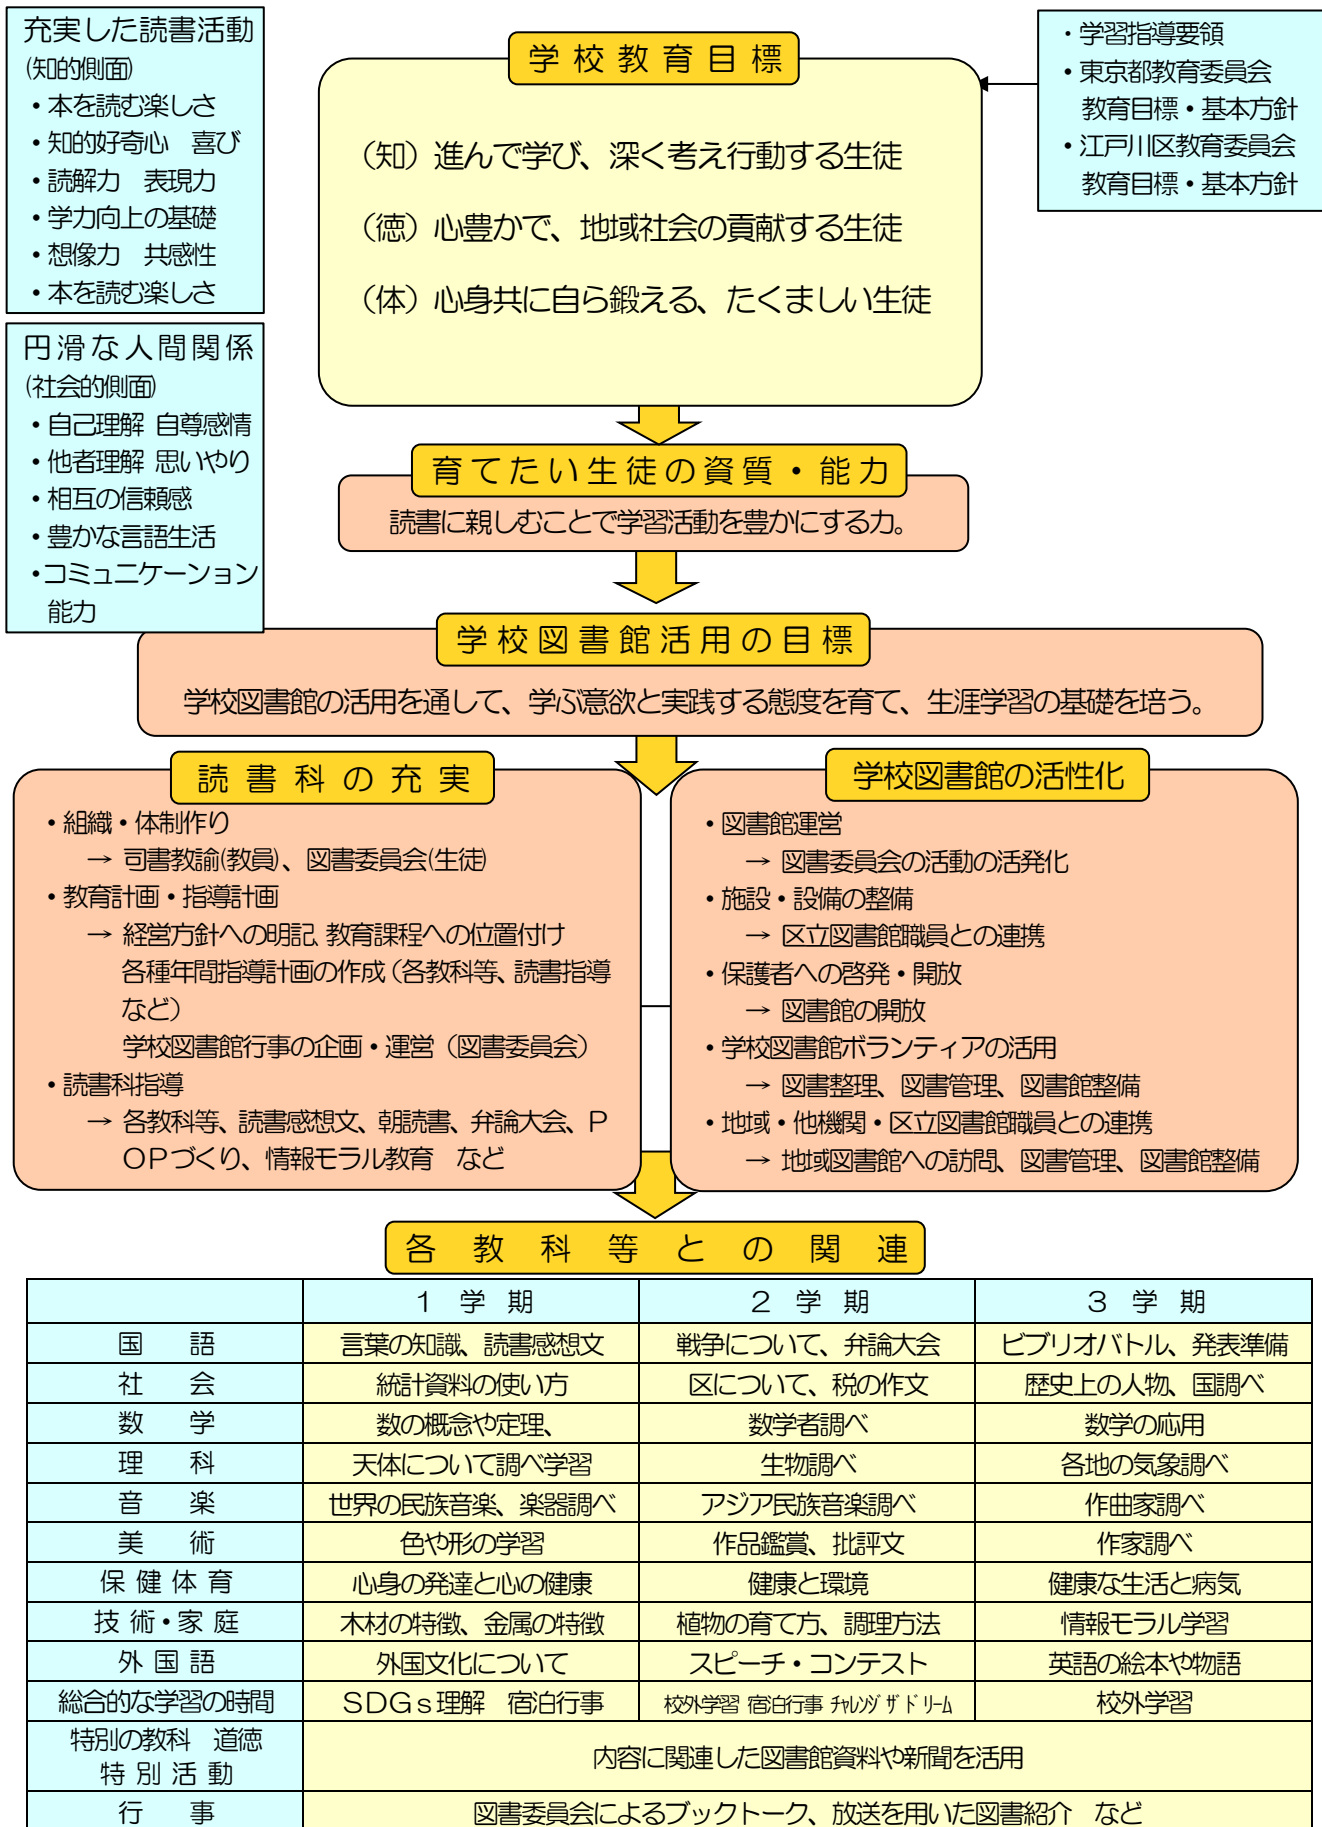 充実した読書活動
(知的側面)
・本を読む楽しさ
・知的好奇心　喜び
・読解力　表現力
・学力向上の基礎
・想像力　共感性
・本を読む楽しさ
円滑な人間関係
(社会的側面)
・自己理解 自尊感情
・他者理解 思いやり
・相互の信頼感
・豊かな言語生活
・コミュニケーション
能力
学校教育目標
（知）進んで学び、深く考え行動する生徒
（徳）心豊かで、地域社会の貢献する生徒
（体）心身共に自ら鍛える、たくましい生徒
・学習指導要領
・東京都教育委員会
教育目標・基本方針
・江戸川区教育委員会
教育目標・基本方針
育てたい生徒の資質・能力
読書に親しむことで学習活動を豊かにする力。
学校図書館活用の目標
学校図書館の活用を通して、学ぶ意欲と実践する態度を育て、生涯学習の基礎を培う。
読書科の充実
・組織・体制作り
→ 司書教諭(教員)、図書委員会(生徒)
・教育計画・指導計画
→ 経営方針への明記、教育課程への位置付け
各種年間指導計画の作成（各教科等、読書指導
など）
学校図書館行事の企画・運営（図書委員会）
・読書科指導
→ 各教科等、読書感想文、朝読書、弁論大会、Ｐ
ＯＰづくり、情報モラル教育　など
学校図書館の活性化
・図書館運営
→ 図書委員会の活動の活発化
・施設・設備の整備
→ 区立図書館職員との連携
・保護者への啓発・開放
→ 図書館の開放
・学校図書館ボランティアの活用
→ 図書整理、図書管理、図書館整備
・地域・他機関・区立図書館職員との連携
→ 地域図書館への訪問、図書管理、図書館整備
各教科等との関連
１学期　２学期　３学期
国語　言葉の知識、読書感想文　戦争について、弁論大会　ビブリオバトル、発表準備
社会　統計資料の使い方　区について、税の作文　歴史上の人物、国調べ
数学　数の概念や定理、　数学者調べ　数学の応用
理科　天体について調べ学習　生物調べ　各地の気象調べ
音楽　世界の民族音楽、楽器調べ　アジア民族音楽調べ　作曲家調べ
美術　色や形の学習　作品鑑賞、批評文　作家調べ
保健体育　心身の発達と心の健康　健康と環境　健康な生活と病気
技術・家庭　木材の特徴、金属の特徴　植物の育て方、調理方法　情報モラル学習
外国語　外国文化について　スピーチ・コンテスト　英語の絵本や物語
総合的な学習の時間　ＳＤＧｓ理解　宿泊行事　校外学習 宿泊行事 ﾁｬﾚﾝｼﾞ ｻﾞ ﾄﾞﾘｰﾑ　校外学習
特別の教科　道徳
特別活動　内容に関連した図書館資料や新聞を活用
行事　図書委員会によるブックトーク、放送を用いた図書紹介　など